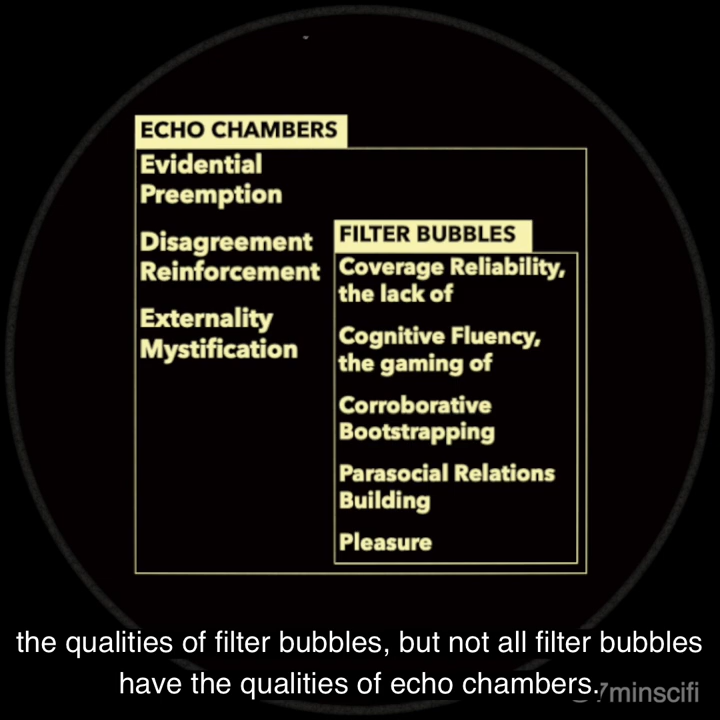 ECHO CHAMBERS
Evidential
Preemption
Disagreement
Reinforcement
Externality
Mystification
FILTER BUBBLES
Coverage Reliability,
the lack of
Cognitive Fluency,
the gaming of
Corroborative
Bootstrapping
Parasocial Relations
Building
Pleasure
the qualities of filter bubbles, but not all filter bubbles
have the qualities of echo chambers.
7minscifi